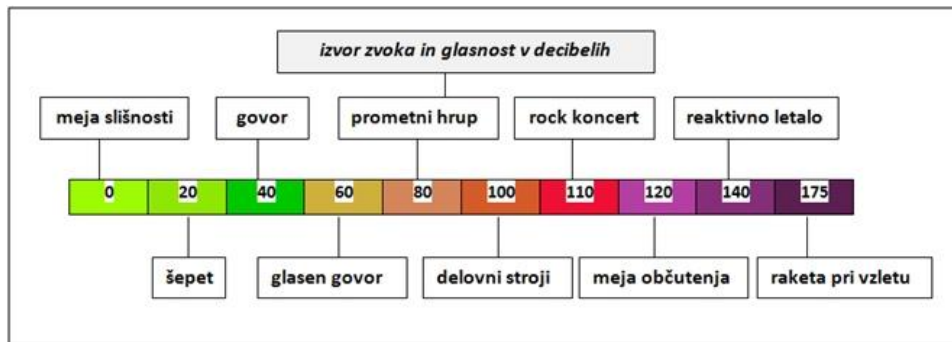 izvor zvoka in glasnost v decibelih
meja slišnosti
govor
prometni hrup
rock koncert
reaktivno letalo
0 20 40 60 80 100 110 120 140 175
šepet
glasen govor
delovni stroji
meja občutenja
raketa pri vzletu